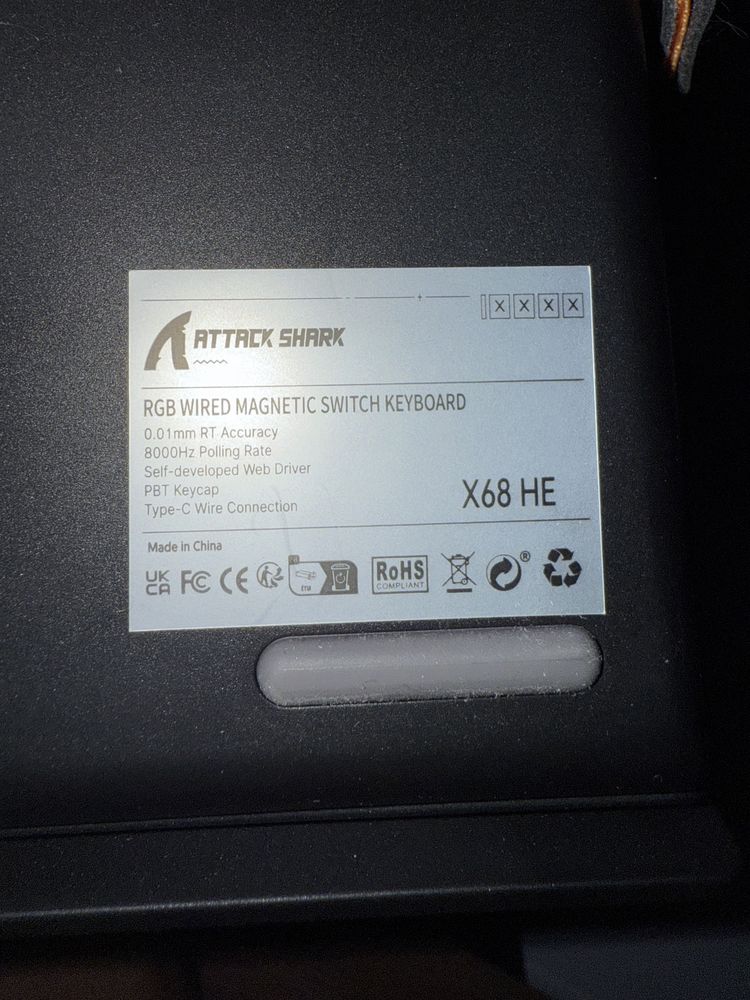 X X X X
ATTACK SHARK
RGB WIRED MAGNETIC SWITCH KEYBOARD
0.01mm RT Accuracy
8000Hz Polling Rate
Self-developed Web Driver
PBT Keycap
Type-C Wire Connection
X68 HE
Made in China
UK
CA
FC CE
RoHS
COMPLIANT
®